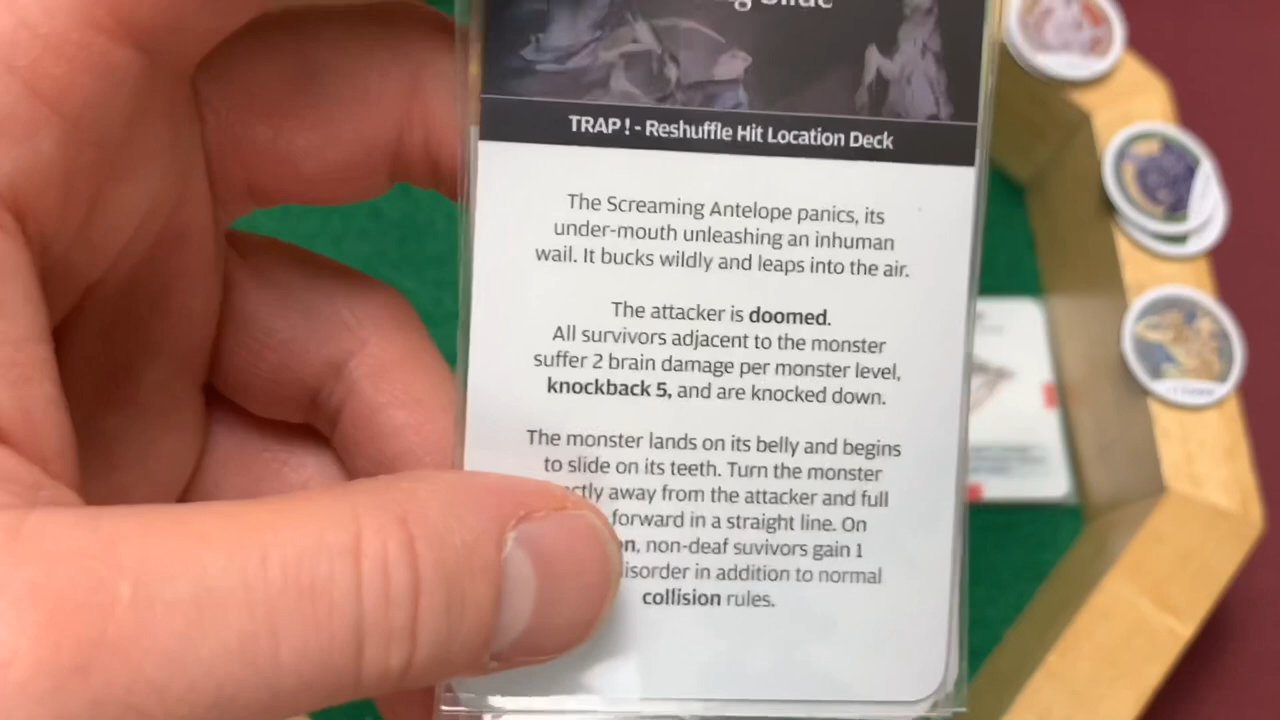 TRAP! - Reshuffle Hit Location Deck
The Screaming Antelope panics, its
under-mouth unleashing an inhuman
wail. It bucks wildly and leaps into the air.
The attacker is doomed.
All survivors adjacent to the monster
suffer 2 brain damage per monster level,
knockback 5, and are knocked down.
The monster lands on its belly and begins
to slide on its teeth. Turn the monster
away from the attacker and full
forward in a straight line. On
non-deaf suvivors gain 1
in addition to normal
collision rules.